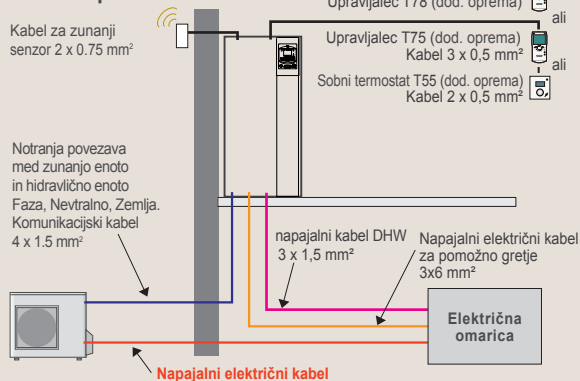 Upravljalec T78 (dod. oprema)
ali
Kabel za zunanji
senzor 2 x 0.75 mm²
Upravljalec T75 (dod. oprema)
Kabel 3 x 0,5 mm²
ali
Sobni termostat T55 (dod. oprema)
Kabel 2 x 0,5 mm²
Notranja povezava
med zunanjo enoto
in hidravlično enoto
Faza, Nevtralno, Zemlja.
Komunikacijski kabel
4 x 1.5 mm²
napajalni kabel DHW
3 x 1,5 mm²
Napajalni električni kabel
za pomožno gretje
3x6 mm²
Električna
omarica
Napajalni električni kabel